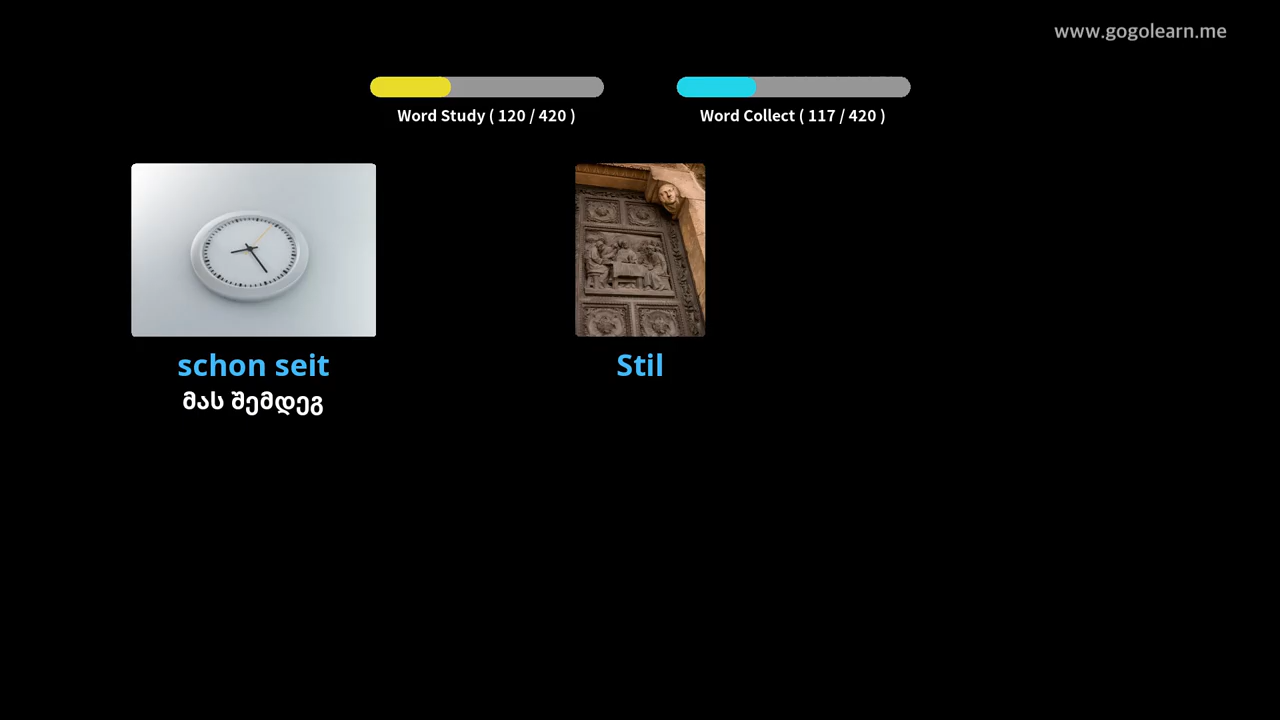 www.gogolearn.me
Word Study ( 120 / 420 )
Word Collect ( 117 / 420 )
schon seit
მას შემდეგ
Stil